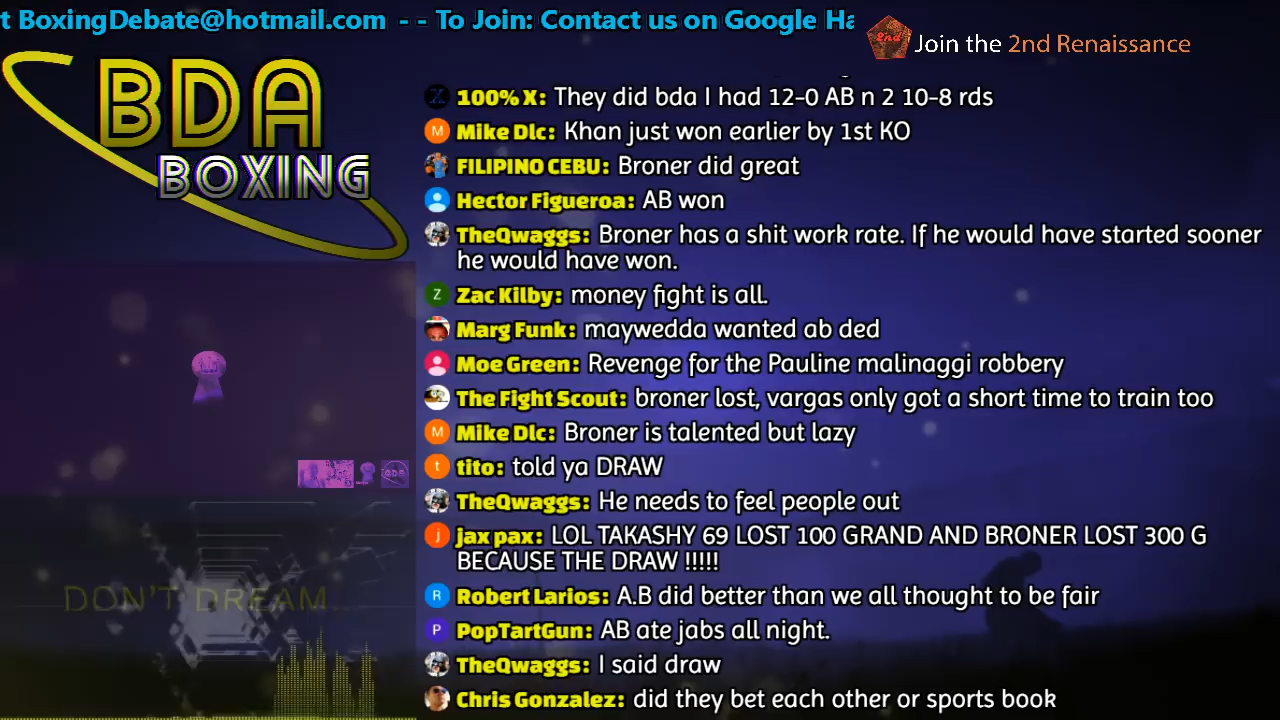 t BoxingDebate@hotmail.com - - To Join: Contact us on Google Ha
2nd
Join the 2nd Renaissance
BDA
BOXING
100% X: They did bda I had 12-0 AB n 2 10-8 rds
Mike Dlc: Khan just won earlier by 1st KO
FILIPINO CEBU: Broner did great
Hector Figueroa: AB won
TheQwaggs: Broner has a shit work rate. If he would have started sooner
he would have won.
Z
Zac Kilby: money fight is all.
Marg Funk: maywedda wanted ab ded
Moe Green: Revenge for the Pauline malinaggi robbery
The Fight Scout: broner lost, vargas only got a short time to train too
M
Mike Dlc: Broner is talented but lazy
t
tito: told ya DRAW
TheQwaggs: He needs to feel people out
j
jax pax: LOL TAKASHY 69 LOST 100 GRAND AND BRONER LOST 300 G
BECAUSE THE DRAW !!!!!
R
Robert Larios: A.B did better than we all thought to be fair
P
PopTartGun: AB ate jabs all night.
TheQwaggs: I said draw
Chris Gonzalez: did they bet each other or sports book
DON'T DREAM...